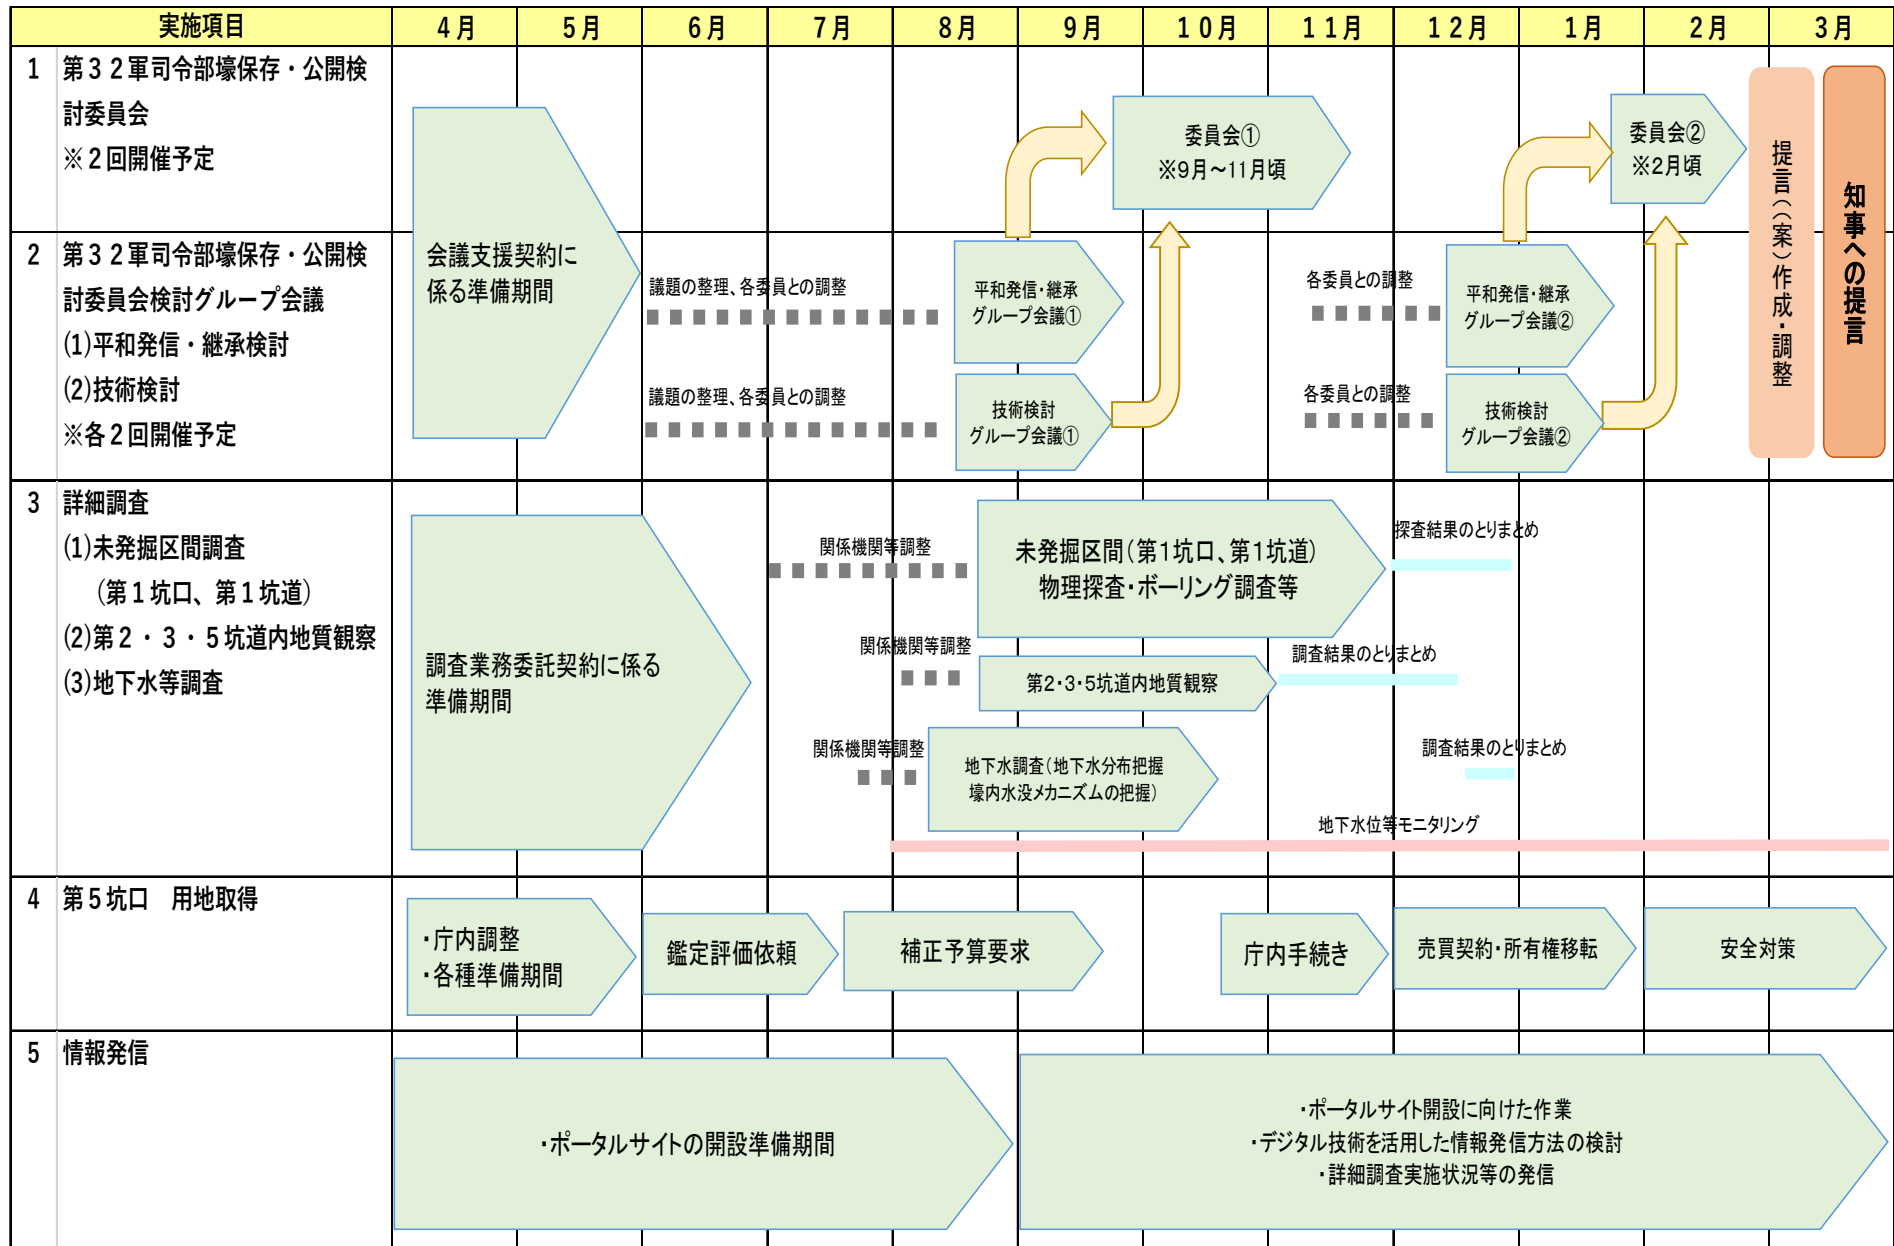 実施項目 4月 5月 6月 7月 8月 9月 10月 11月 12月 1月 2月 3月
1 第32軍司令部壕保存・公開検
討委員会
※2回開催予定
委員会①
※9月～11月頃
委員会②
※2月頃
提言(（案）作成・調整
知事への提言
2 第32軍司令部壕保存・公開検
討委員会検討グループ会議
(1)平和発信・継承検討
(2)技術検討
※各2回開催予定
会議支援契約に
係る準備期間
議題の整理、各委員との調整
平和発信・継承
グループ会議①
各委員との調整
平和発信・継承
グループ会議②
議題の整理、各委員との調整
技術検討
グループ会議①
各委員との調整
技術検討
グループ会議②
3 詳細調査
(1)未発掘区間調査
（第1坑口、第1坑道）
(2)第2・3・5坑道内地質観察
(3)地下水等調査
調査業務委託契約に係る
準備期間
関係機関等調整
未発掘区間（第1坑口、第1坑道）
物理探査・ボーリング調査等
探査結果のとりまとめ
関係機関等調整
第2・3・5坑道内地質観察
調査結果のとりまとめ
関係機関等調整
地下水調査（地下水分布把握
壕内水没メカニズムの把握）
調査結果のとりまとめ
地下水位等モニタリング
4 第5坑口　用地取得
・庁内調整
・各種準備期間
鑑定評価依頼
補正予算要求
庁内手続き
売買契約・所有権移転
安全対策
5 情報発信
・ポータルサイトの開設準備期間
・ポータルサイト開設に向けた作業
・デジタル技術を活用した情報発信方法の検討
・詳細調査実施状況等の発信